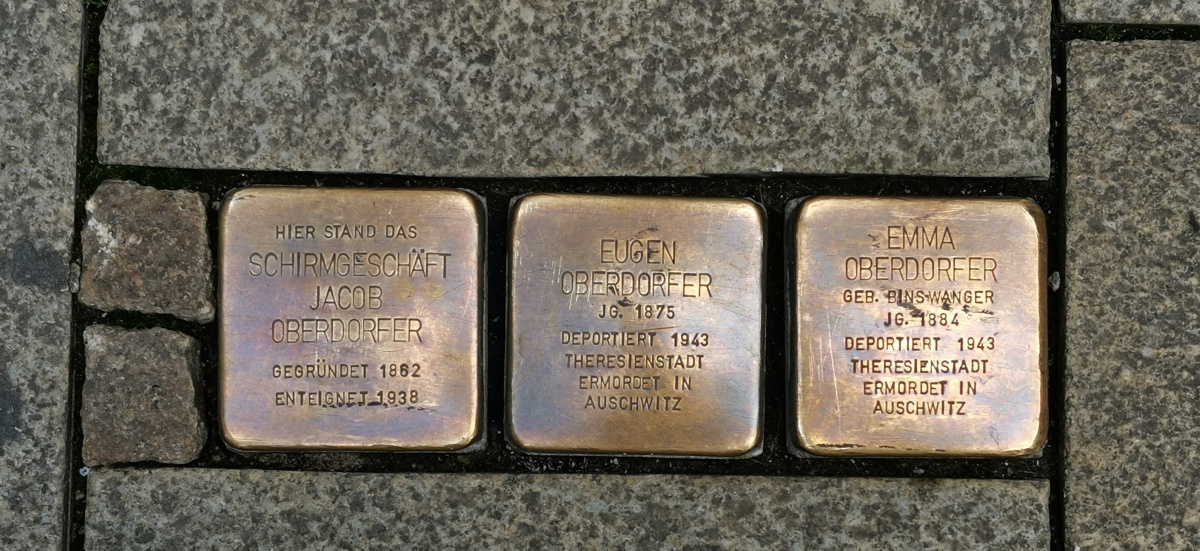 HIER STAND DAS
SCHIRMGESCHÄFT
JACOB
OBERDORFER
GEGRÜNDET 1862
ENTEIGNET 1938
EUGEN
OBERDORFER
JG. 1875
DEPORTIERT 1943
THERESIENSTADT
ERMORDET IN
AUSCHWITZ
EMMA
OBERDORFER
GEB. BINSWANGER
JG. 1884
DEPORTIERT 1943
THERESIENSTADT
ERMORDET IN
AUSCHWITZ